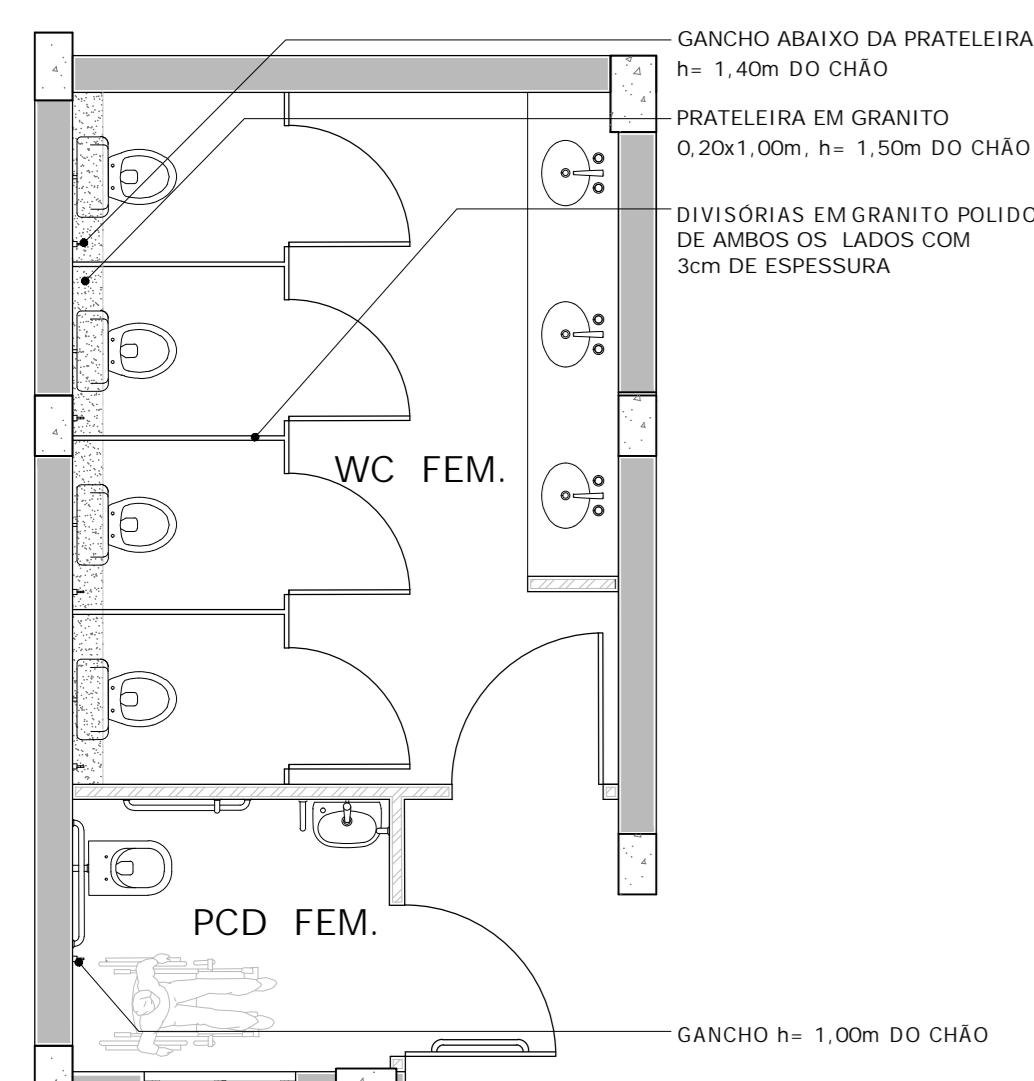 GANCHO ABAIXO DA PRATELEIRA
h= 1,40m DO CHÃO
PRATELEIRA EM GRANITO
0,20x1,00m, h= 1,50m DO CHÃO
DIVISÓRIAS EM GRANITO POLIDO
DE AMBOS OS LADOS COM
3cm DE ESPESSURA
WC FEM.
PCD FEM.
GANCHO h= 1,00m DO CHÃO